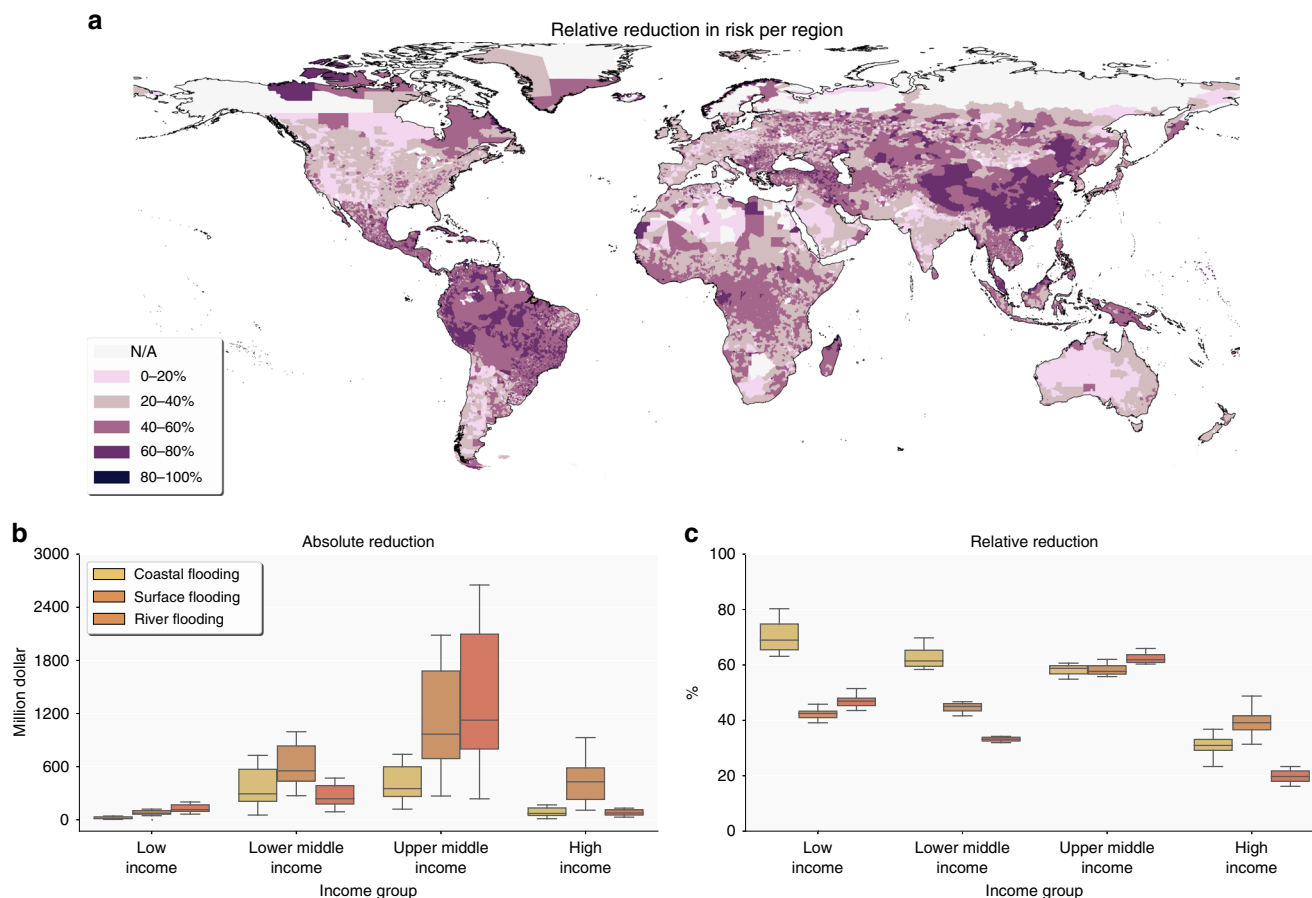 a
Relative reduction in risk per region
N/A
0–20%
20–40%
40–60%
60–80%
80–100%
b
Absolute reduction
3000
2400
1800
1200
600
0
Million dollar
Coastal flooding
Surface flooding
River flooding
Low
income
Lower middle
income
Upper middle
income
High
income
Income group
c
Relative reduction
100
80
60
40
20
0
%
Low
income
Lower middle
income
Upper middle
income
High
income
Income group